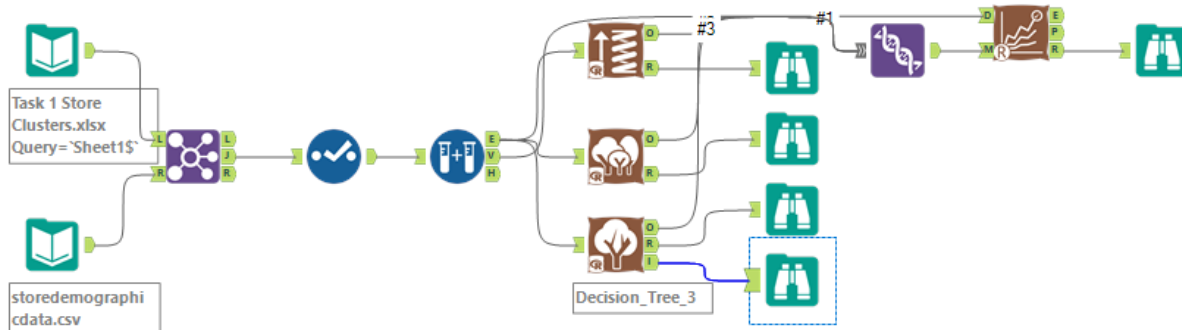 #3
#1
D
E
P
M
R
R
O
R
Task 1 Store
Clusters.xlsx
Query=`Sheet1$`
L
R
L
J
R
E
V
H
O
R
O
R
I
storedemographi
cdata.csv
Decision_Tree_3